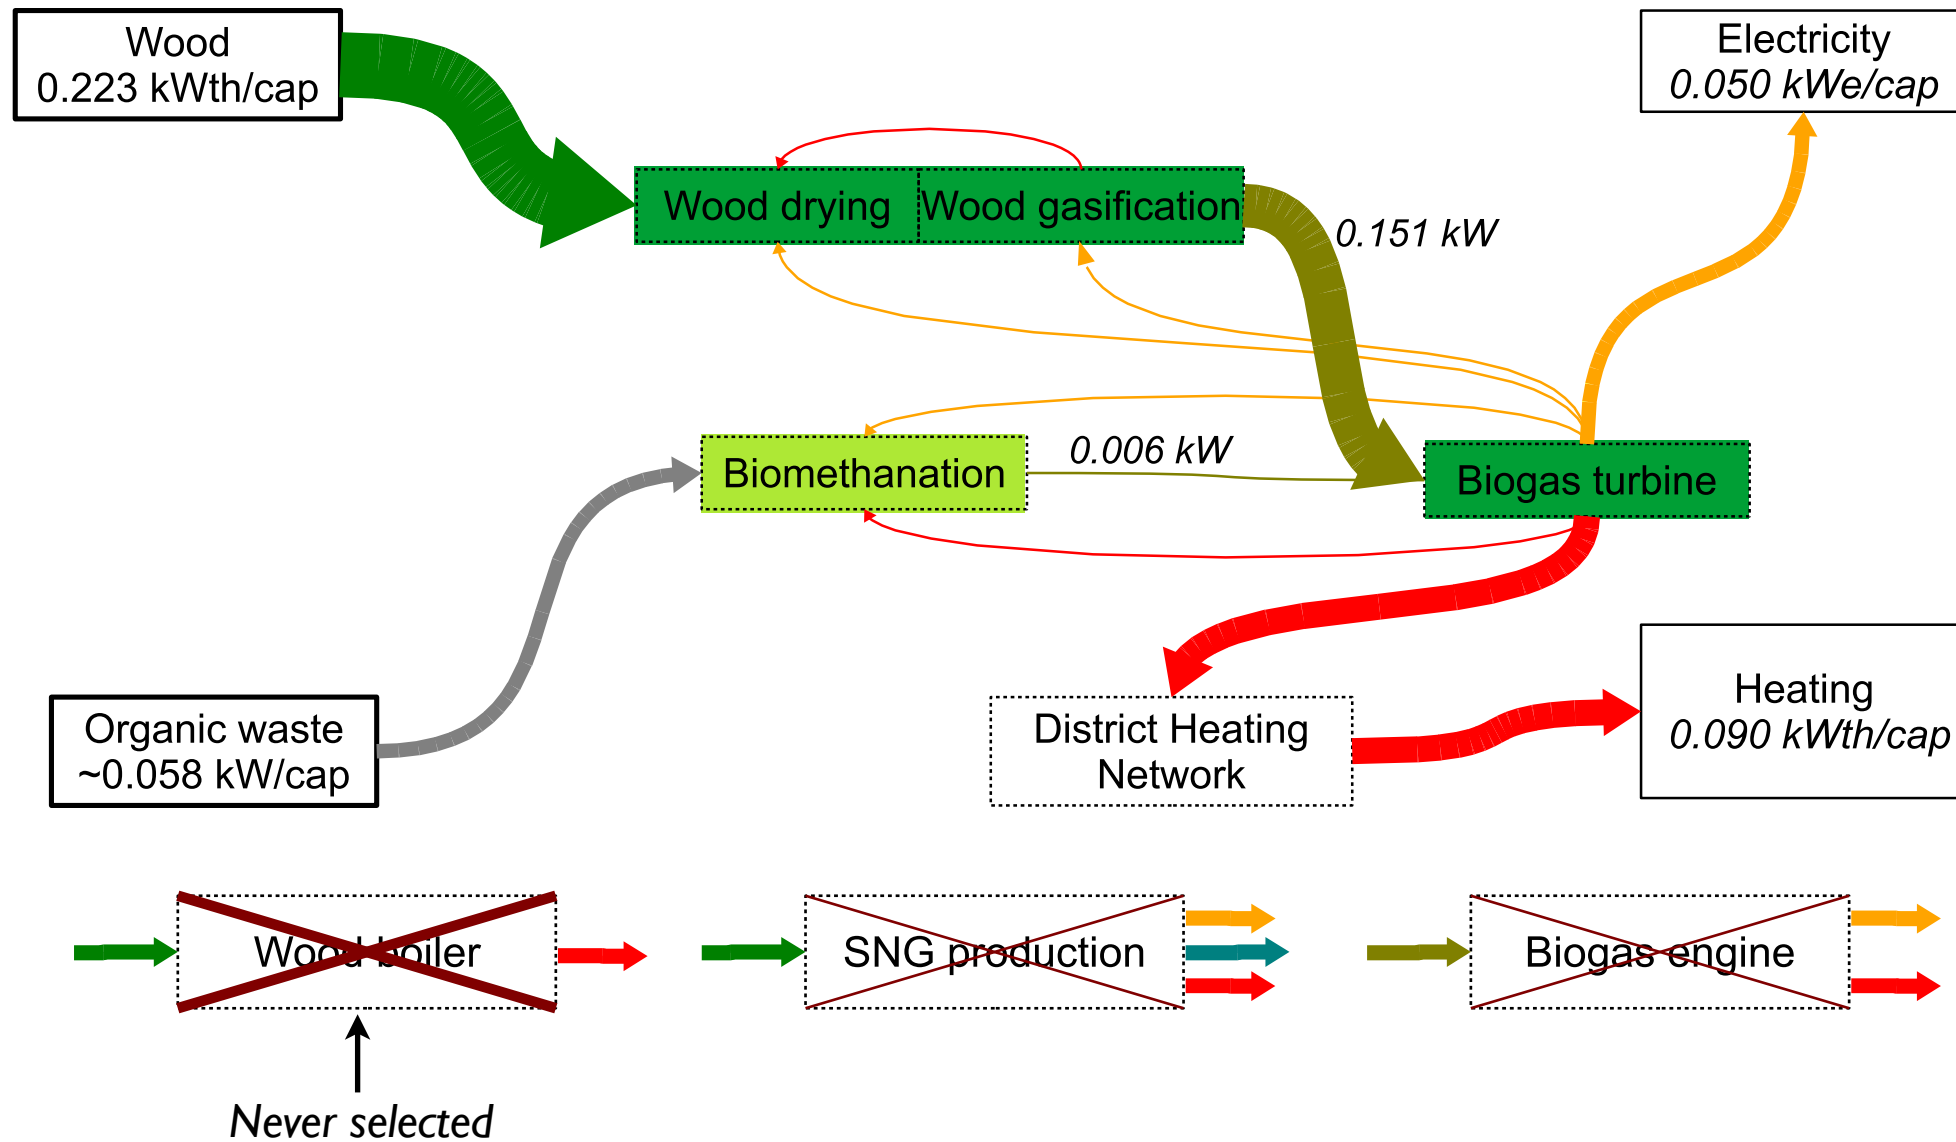 Wood
0.223 kWth/cap
Electricity
0.050 kWe/cap
Wood drying
Wood gasification
0.151 kW
Biomethanation
0.006 kW
Biogas turbine
Organic waste
~0.058 kW/cap
District Heating
Network
Heating
0.090 kWth/cap
Wood boiler
SNG production
Biogas engine
Never selected